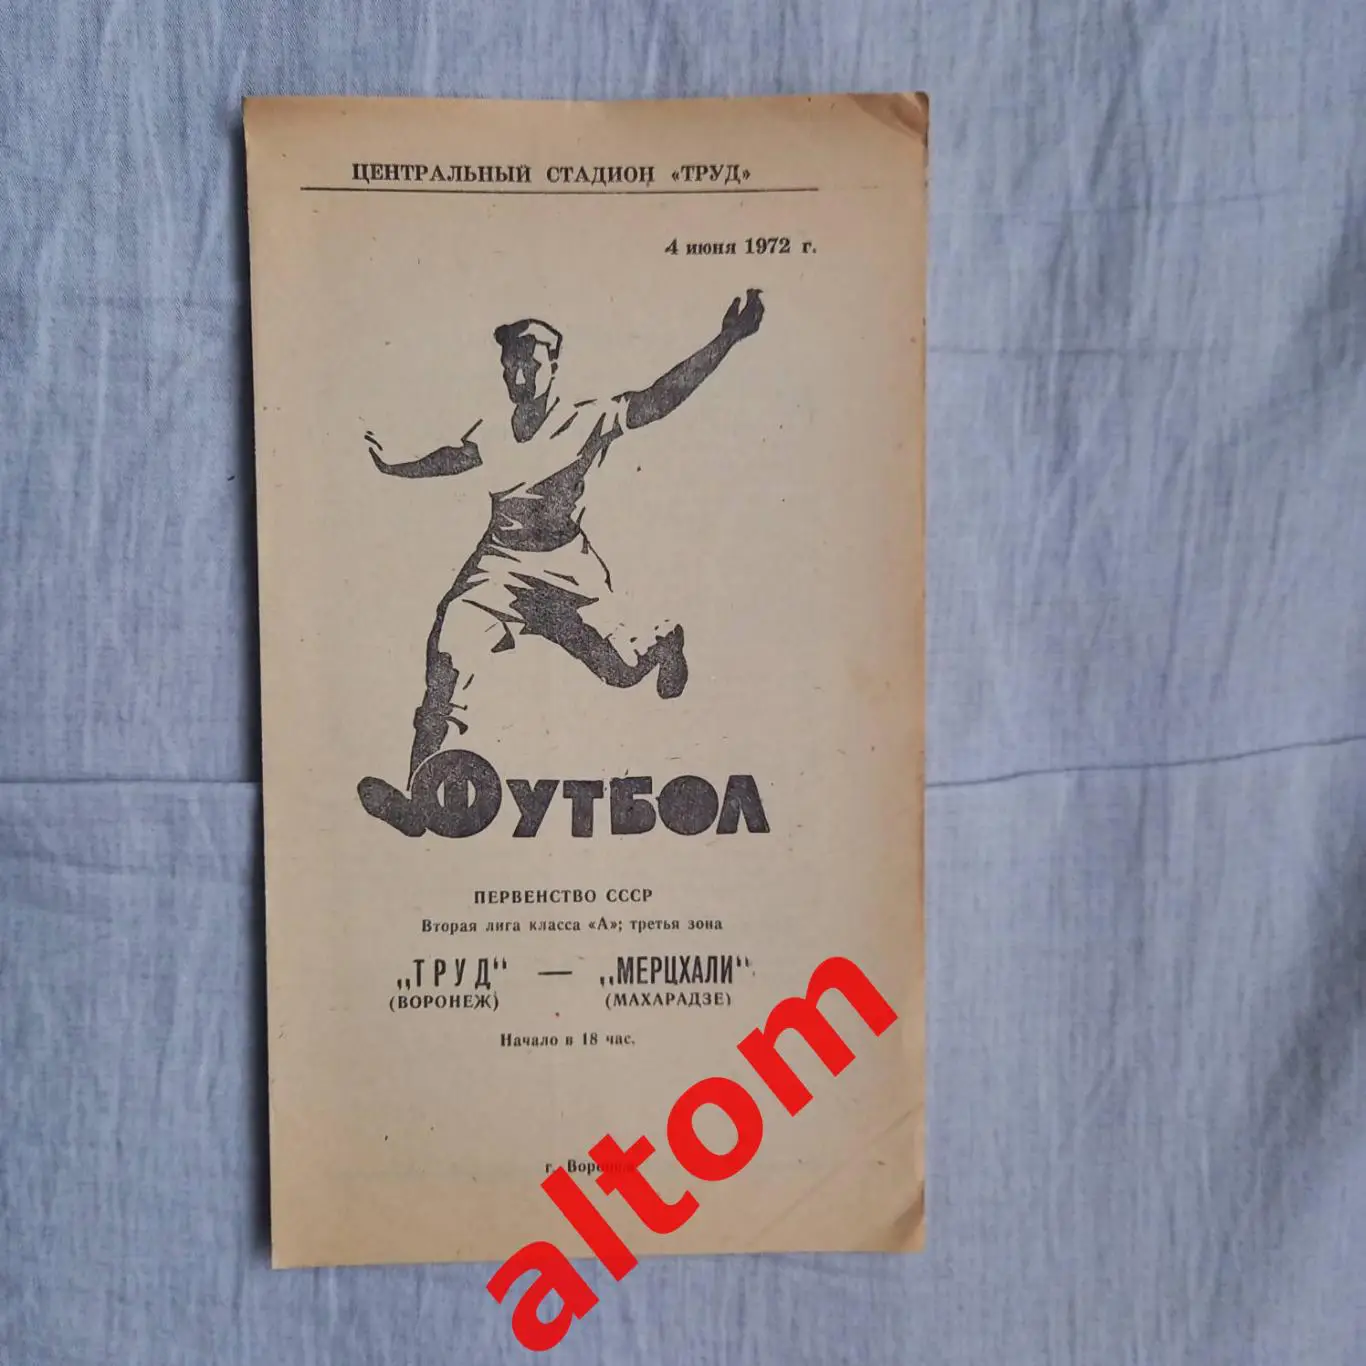 ЦЕНТРАЛЬНЫЙ СТАДИОН «ТРУД»
4 июня 1972 г.
ФУТБОЛ
ПЕРВЕНСТВО СССР
Вторая лига класса «А»; третья зона
„ТРУД“ — „МЕРЦХАЛИ“
(ВОРОНЕЖ) (МАХАРАДЗЕ)
Начало в 18 час.
г. Воронеж
altom